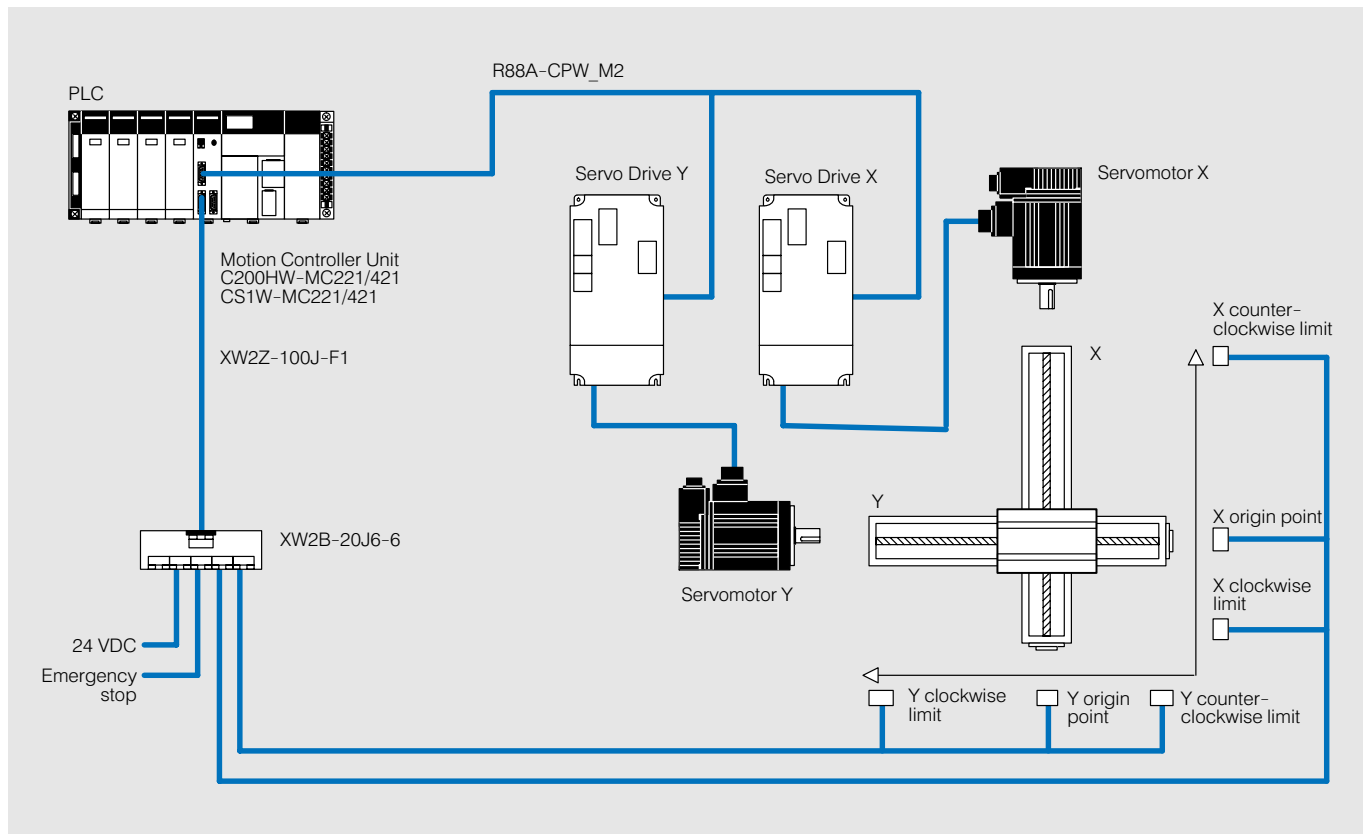 R88A-CPW_M2
PLC
Servo Drive Y
Servo Drive X
Servomotor X
Motion Controller Unit
C200HW-MC221/421
CS1W-MC221/421
X counter-
clockwise limit
XW2Z-100J-F1
X
Y
X origin point
XW2B-20J6-6
X clockwise
limit
Servomotor Y
24 VDC
Emergency
stop
Y clockwise
limit
Y origin
point
Y counter-
clockwise limit